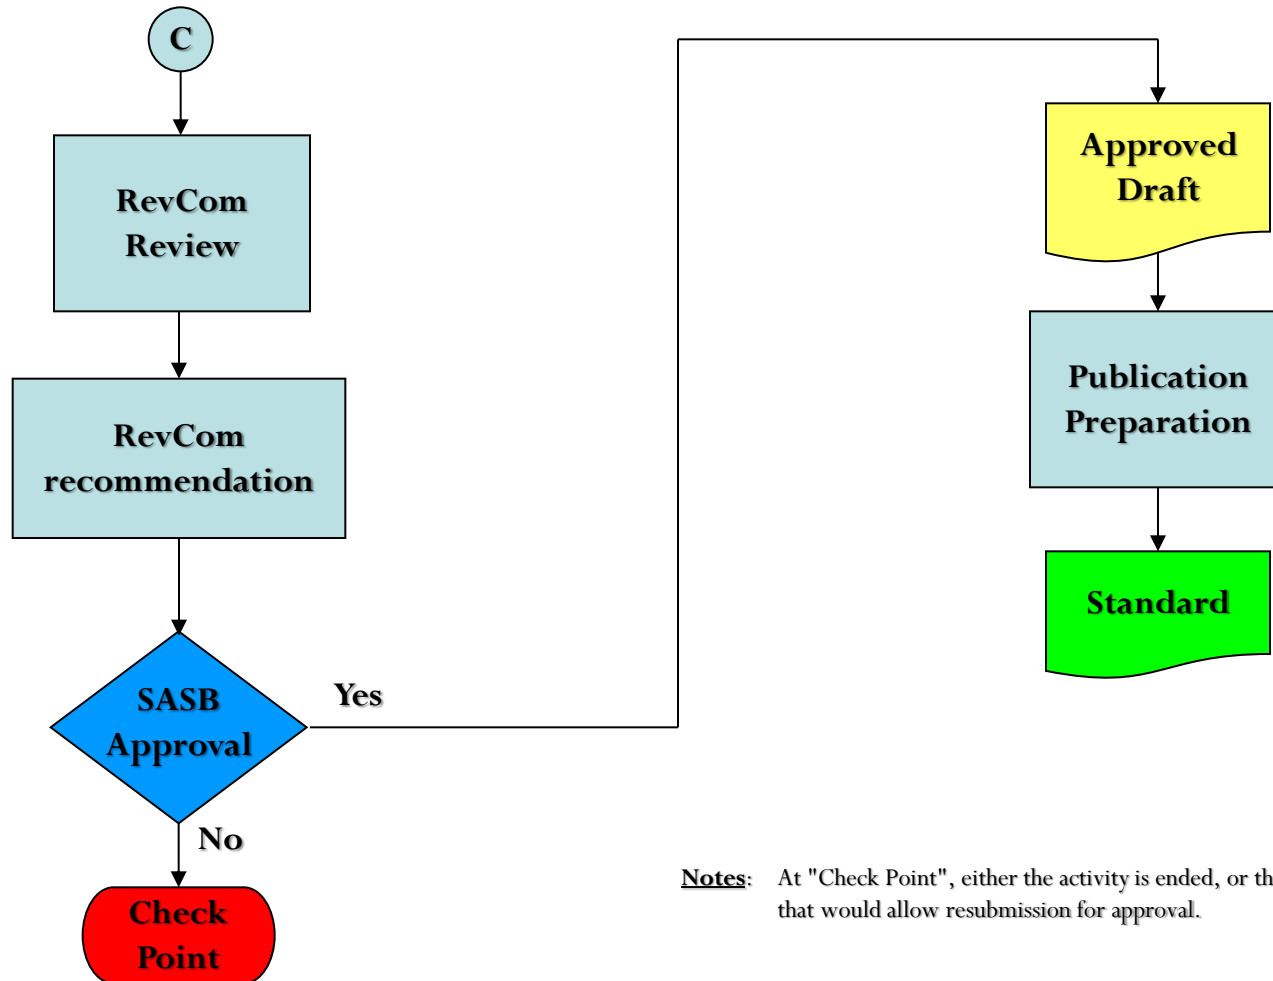 C
RevCom
Review
RevCom
recommendation
SASB
Approval
Yes
No
Check
Point
Approved
Draft
Publication
Preparation
Standard
Notes: At "Check Point", either the activity is ended, or
that would allow resubmission for approval.